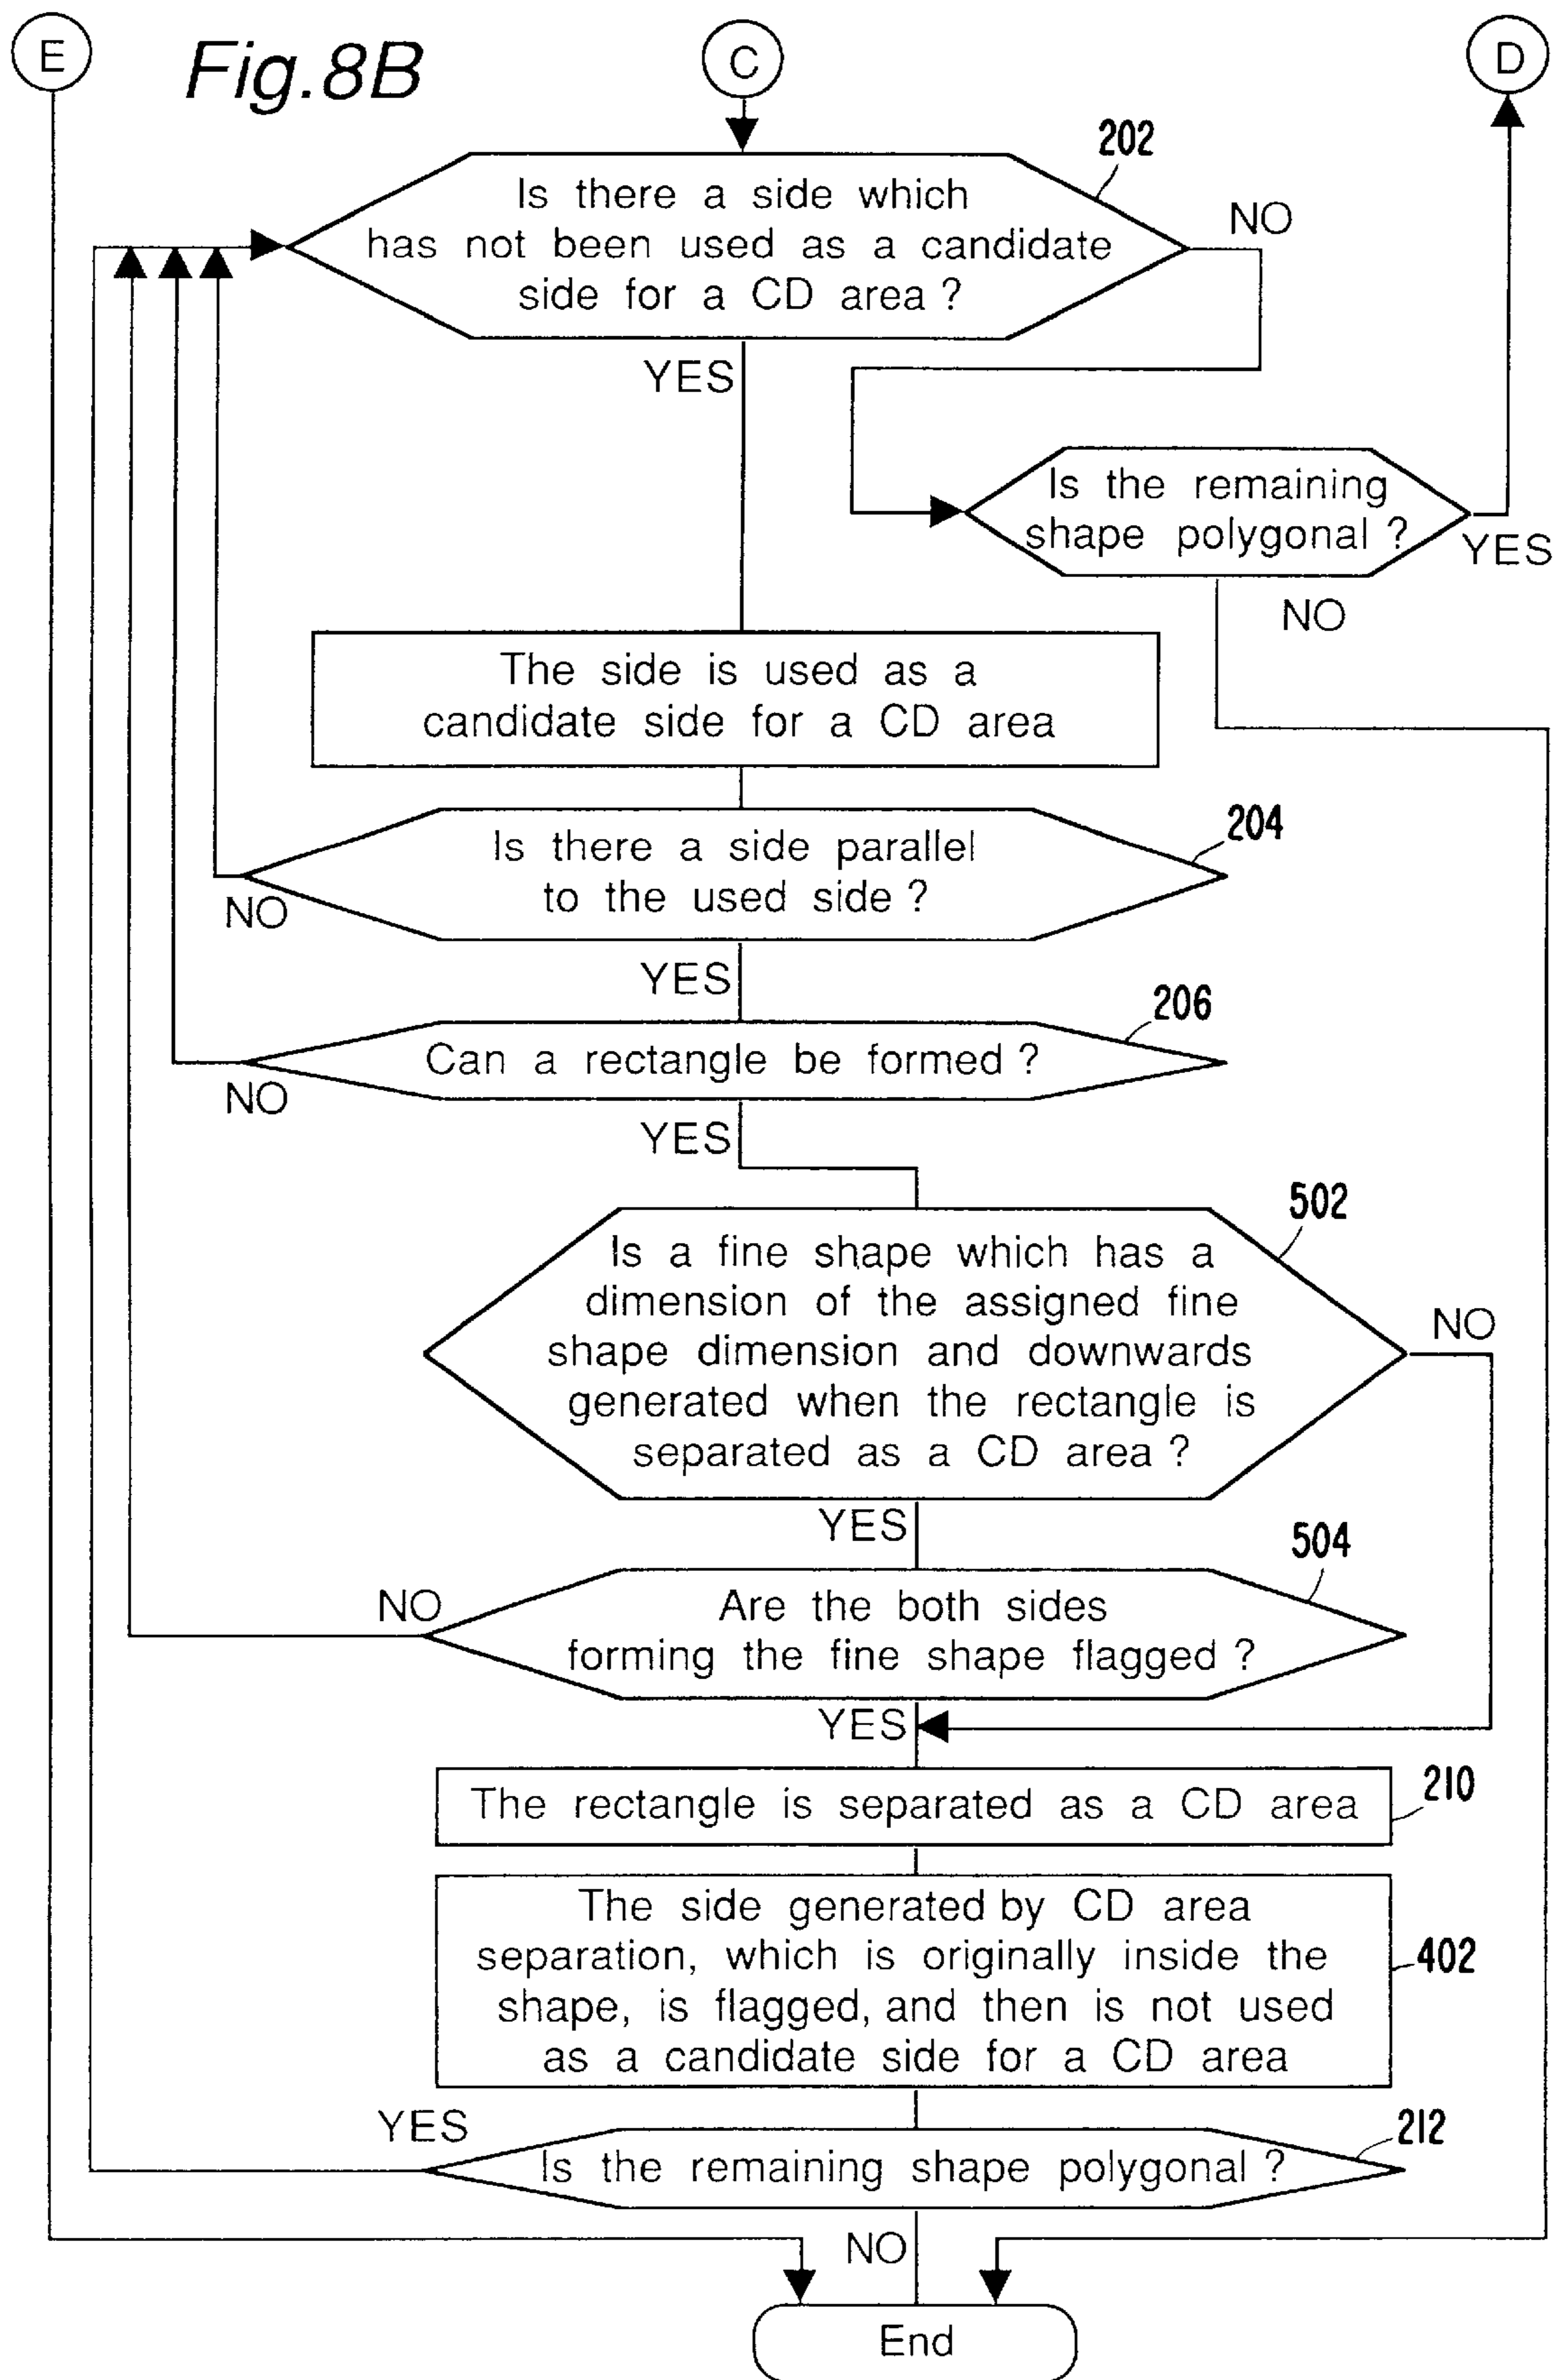 E
Fig.8B
C
D
202
Is there a side which
has not been used as a candidate
side for a CD area ?
NO
YES
Is the remaining
shape polygonal ?
YES
NO
The side is used as a
candidate side for a CD area
204
Is there a side parallel
to the used side ?
NO
YES
206
Can a rectangle be formed ?
NO
YES
502
Is a fine shape which has a
dimension of the assigned fine
shape dimension and downwards
generated when the rectangle is
separated as a CD area ?
NO
YES
504
Are the both sides
forming the fine shape flagged ?
NO
YES
210
The rectangle is separated as a CD area
The side generated by CD area
separation, which is originally inside the
shape, is flagged, and then is not used
as a candidate side for a CD area
402
YES
212
Is the remaining shape polygonal ?
NO
End